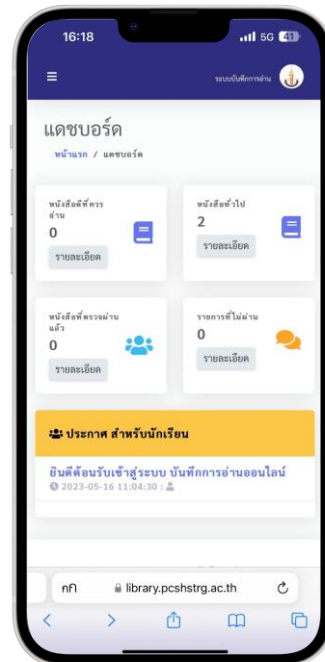 16:18
5G 41
ระบบบันทึกการอ่าน
แดชบอร์ด
หน้าแรก / แดชบอร์ด
หนังสือดีที่ควร
อ่าน
0
รายละเอียด
หนังสือทั่วไป
2
รายละเอียด
หนังสือที่ตรวจผ่าน
แล้ว
0
รายละเอียด
รายการที่ไม่ผ่าน
0
รายละเอียด
ประกาศ สำหรับนักเรียน
ยินดีต้อนรับเข้าสู่ระบบ บันทึกการอ่านออนไลน์
2023-05-16 11:04:30 :
กก library.pcshstrg.ac.th